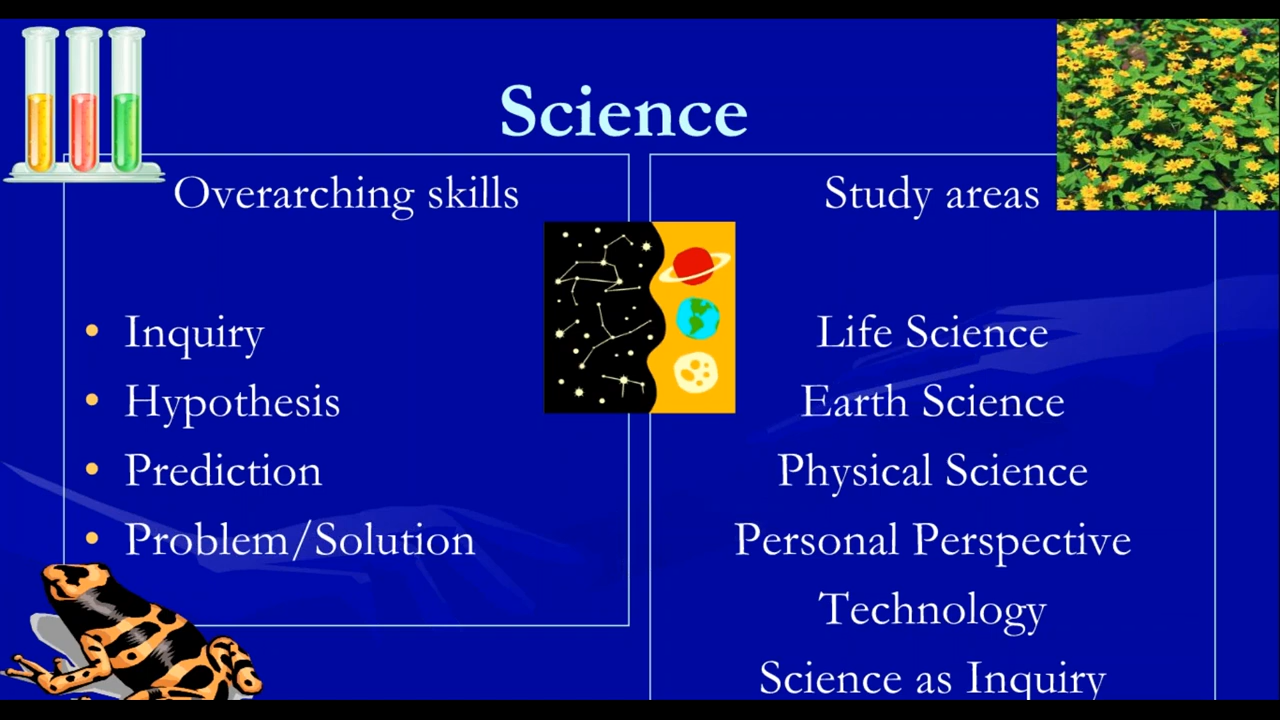 Science
Overarching skills
• Inquiry
• Hypothesis
• Prediction
• Problem/Solution
Study areas
Life Science
Earth Science
Physical Science
Personal Perspective
Technology
Science as Inquiry